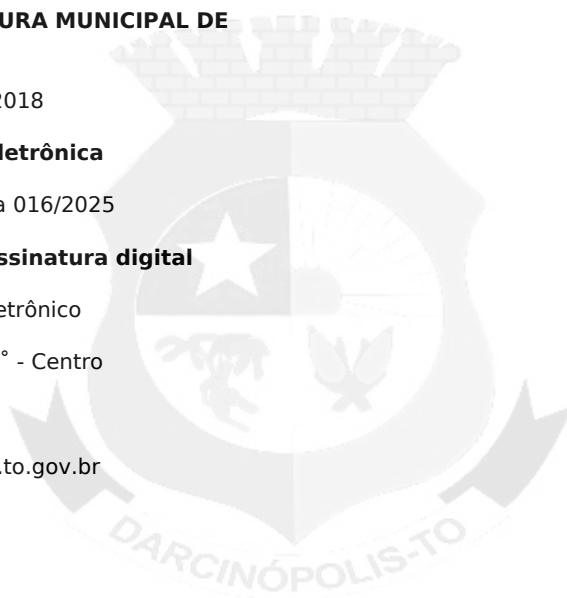 URA MUNICIPAL DE
2018
letrônica
a 016/2025
ssinatura digital
etrônico
° - Centro
.to.gov.br
DARCINÓPOLIS-TO